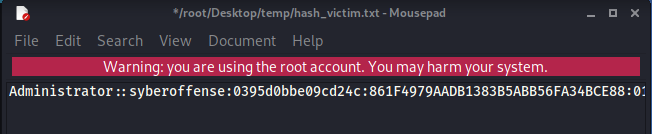 */root/Desktop/temp/hash_victim.txt - Mousepad
File Edit Search View Document Help
Warning: you are using the root account. You may harm your system.
Administrator::syberoffense:0395d0bbe09cd24c:861F4979AADB1383B5ABB56FA34BCE88:01